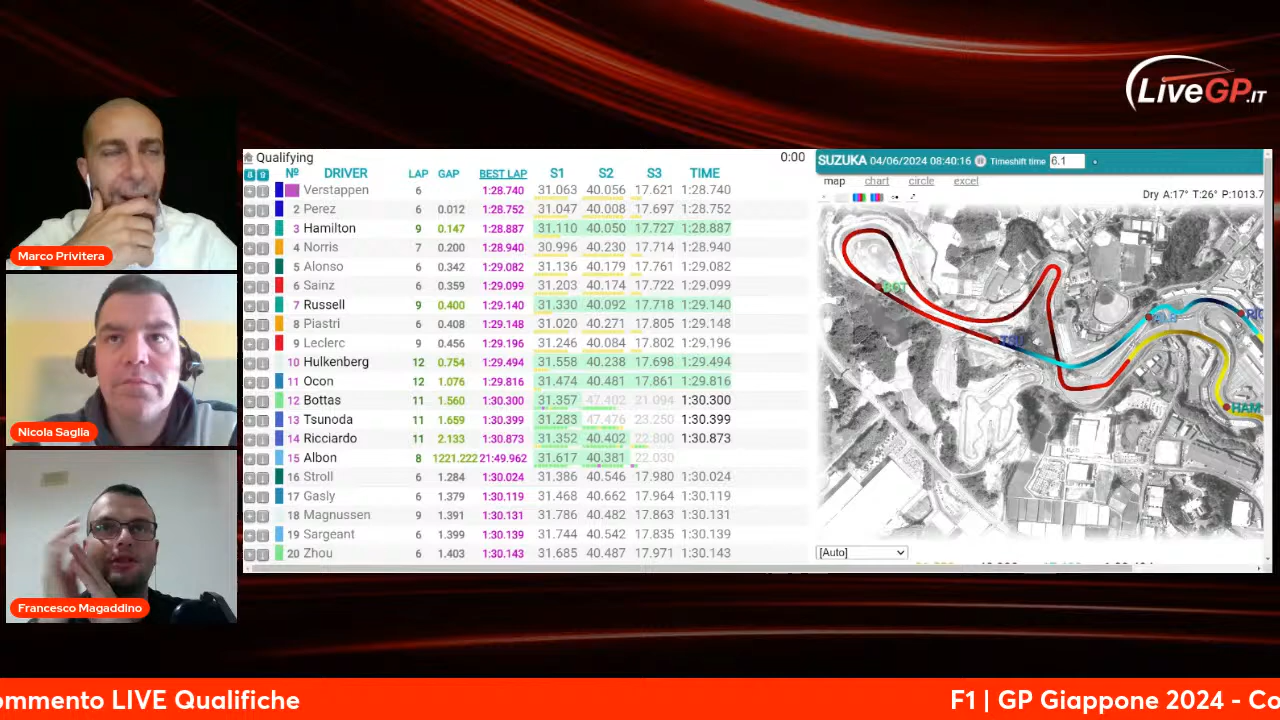 LiveGP.IT
Marco Privitera
Nicola Saglia
Francesco Magaddino
Qualifying 0:00
Nº DRIVER LAP GAP BEST LAP S1 S2 S3 TIME
Verstappen 6 1:28.740 31.063 40.056 17.621 1:28.740
2 Perez 6 0.012 1:28.752 31.047 40.008 17.697 1:28.752
3 Hamilton 9 0.147 1:28.887 31.110 40.050 17.727 1:28.887
4 Norris 7 0.200 1:28.940 30.996 40.230 17.714 1:28.940
5 Alonso 6 0.342 1:29.082 31.136 40.179 17.761 1:29.082
6 Sainz 6 0.359 1:29.099 31.203 40.174 17.722 1:29.099
7 Russell 9 0.400 1:29.140 31.330 40.092 17.718 1:29.140
8 Piastri 6 0.408 1:29.148 31.020 40.271 17.805 1:29.148
9 Leclerc 9 0.456 1:29.196 31.246 40.084 17.802 1:29.196
10 Hulkenberg 12 0.754 1:29.494 31.558 40.238 17.698 1:29.494
11 Ocon 12 1.076 1:29.816 31.474 40.481 17.861 1:29.816
12 Bottas 11 1.560 1:30.300 31.357 47.402 21.094 1:30.300
13 Tsunoda 11 1.659 1:30.399 31.283 47.476 23.250 1:30.399
14 Ricciardo 11 2.133 1:30.873 31.352 40.402 22.800 1:30.873
15 Albon 8 1221.222 21:49.962 31.617 40.381 22.030
16 Stroll 6 1.284 1:30.024 31.386 40.546 17.980 1:30.024
17 Gasly 6 1.379 1:30.119 31.468 40.662 17.964 1:30.119
18 Magnussen 9 1.391 1:30.131 31.786 40.482 17.863 1:30.131
19 Sargeant 6 1.399 1:30.139 31.744 40.542 17.835 1:30.139
20 Zhou 6 1.403 1:30.143 31.685 40.487 17.971 1:30.143
SUZUKA 04/06/2024 08:40:16 Timeshift time 6.1
map chart circle excel
Dry A:17° T:26° P:1013.7
BOT
TSU
RIC
HAM
[Auto]
ommento LIVE Qualifiche F1 | GP Giappone 2024 - Co